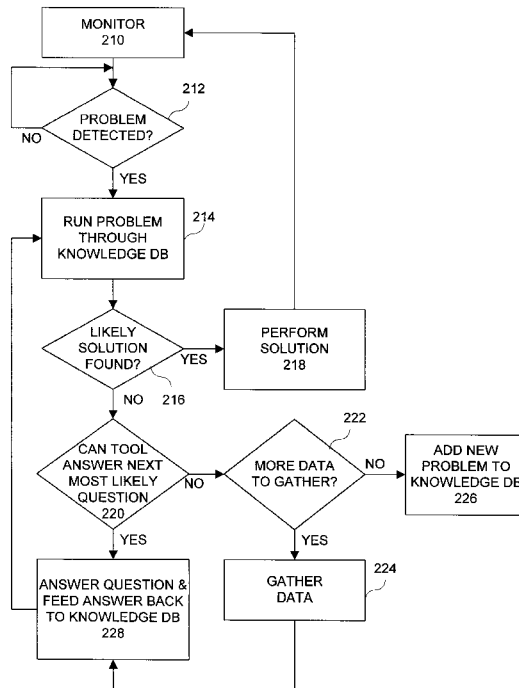 MONITOR
210
212
PROBLEM
DETECTED?
NO
YES
214
RUN PROBLEM
THROUGH
KNOWLEDGE DB
LIKELY
SOLUTION
FOUND?
YES
216
NO
PERFORM
SOLUTION
218
CAN TOOL
ANSWER NEXT
MOST LIKELY
QUESTION
220
NO
YES
222
MORE DATA
TO GATHER?
NO
YES
ADD NEW
PROBLEM TO
KNOWLEDGE DB
226
224
GATHER
DATA
ANSWER QUESTION &
FEED ANSWER BACK
TO KNOWLEDGE DB
228